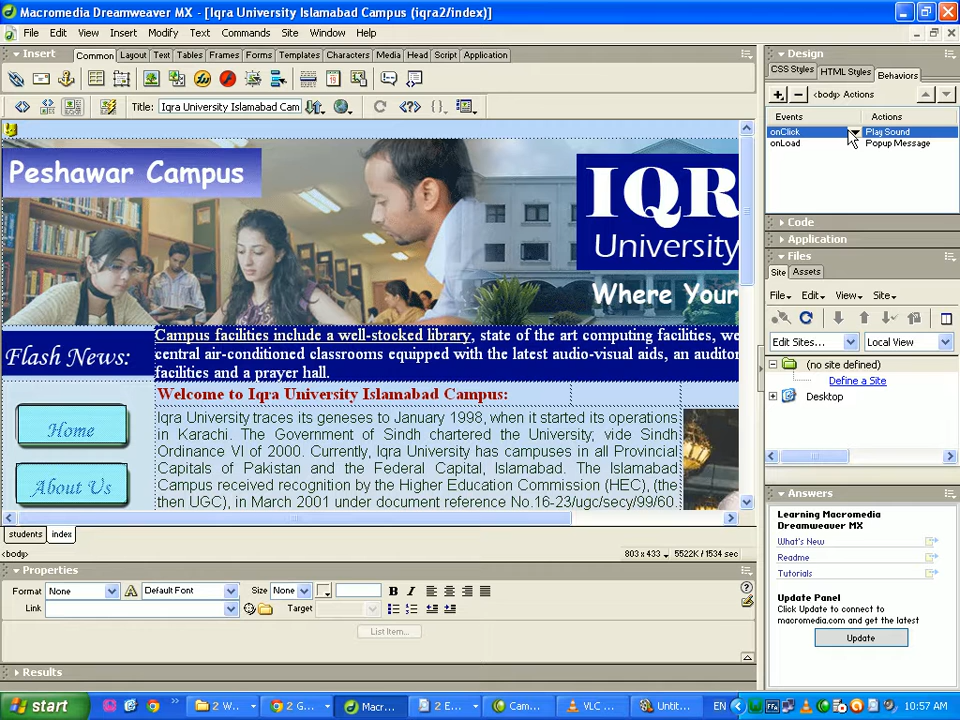 Macromedia Dreamweaver MX - [Iqra University Islamabad Campus (iqra2/index)]
File Edit View Insert Modify Text Commands Site Window Help
Insert Common Layout Text Tables Frames Forms Templates Characters Media Head Script Application
Title: Iqra University Islamabad Cam
Peshawar Campus
IQR
University
Where Your
Flash News:
Campus facilities include a well-stocked library, state of the art computing facilities, we
central air-conditioned classrooms equipped with the latest audio-visual aids, an auditor
facilities and a prayer hall.
Welcome to Iqra University Islamabad Campus:
Home
About Us
Iqra University traces its geneses to January 1998, when it started its operations
in Karachi. The Government of Sindh chartered the University; vide Sindh
Ordinance VI of 2000. Currently, Iqra University has campuses in all Provincial
Capitals of Pakistan and the Federal Capital, Islamabad. The Islamabad
Campus received recognition by the Higher Education Commission (HEC), (the
then UGC), in March 2001 under document reference No.16-23/ugc/secy/99/60.
students index
<body>
803 x 433 5522K / 1534 sec
Properties
Format None Default Font Size None B I
Link Target
List Item...
Results
Design
CSS Styles HTML Styles Behaviors
<body> Actions
Events Actions
onClick Play Sound
onLoad Popup Message
Code
Application
Files
Site Assets
File Edit View Site
Edit Sites... Local View
(no site defined)
Define a Site
Desktop
Answers
Learning Macromedia
Dreamweaver MX
What's New
Readme
Tutorials
Update Panel
Click Update to connect to
macromedia.com and get the latest
Update
start 2 W... 2 G... Macr... 2 E... Cam... VLC ... Untit... EN 10:57 AM